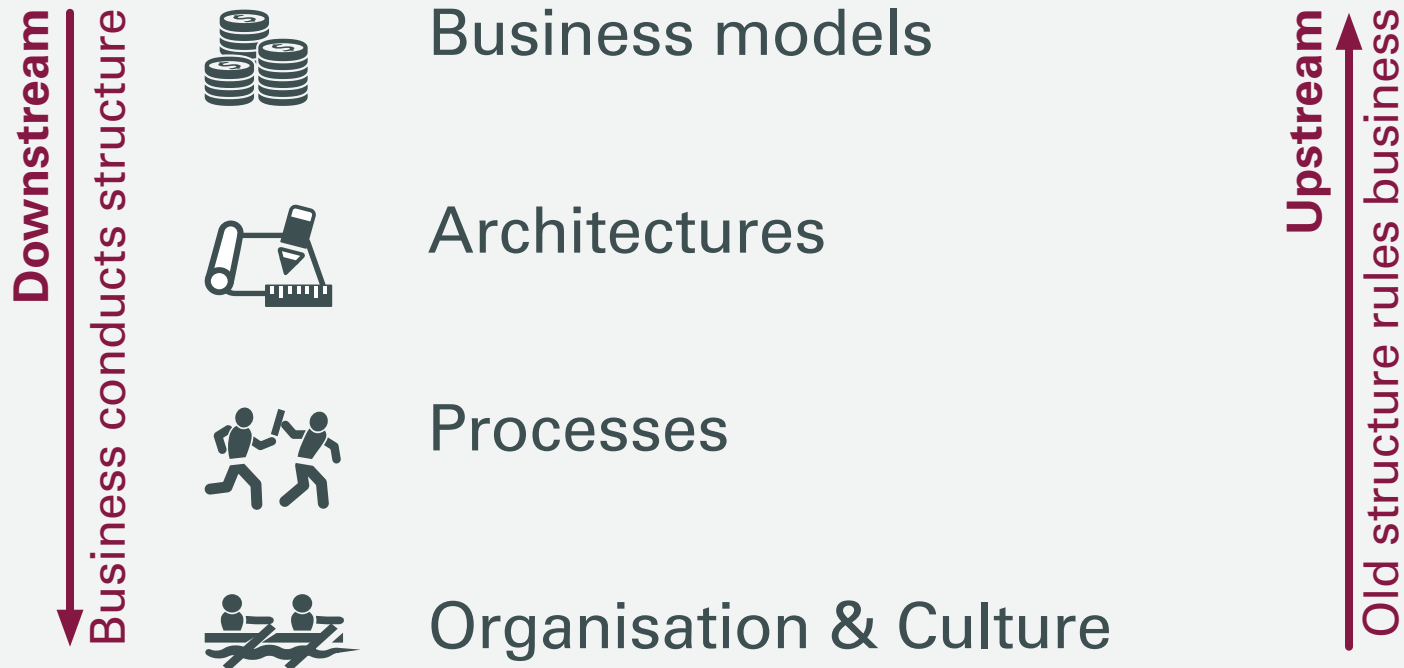 Downstream
Business conducts structure
Business models
Architectures
Processes
Organisation & Culture
Upstream
Old structure rules business